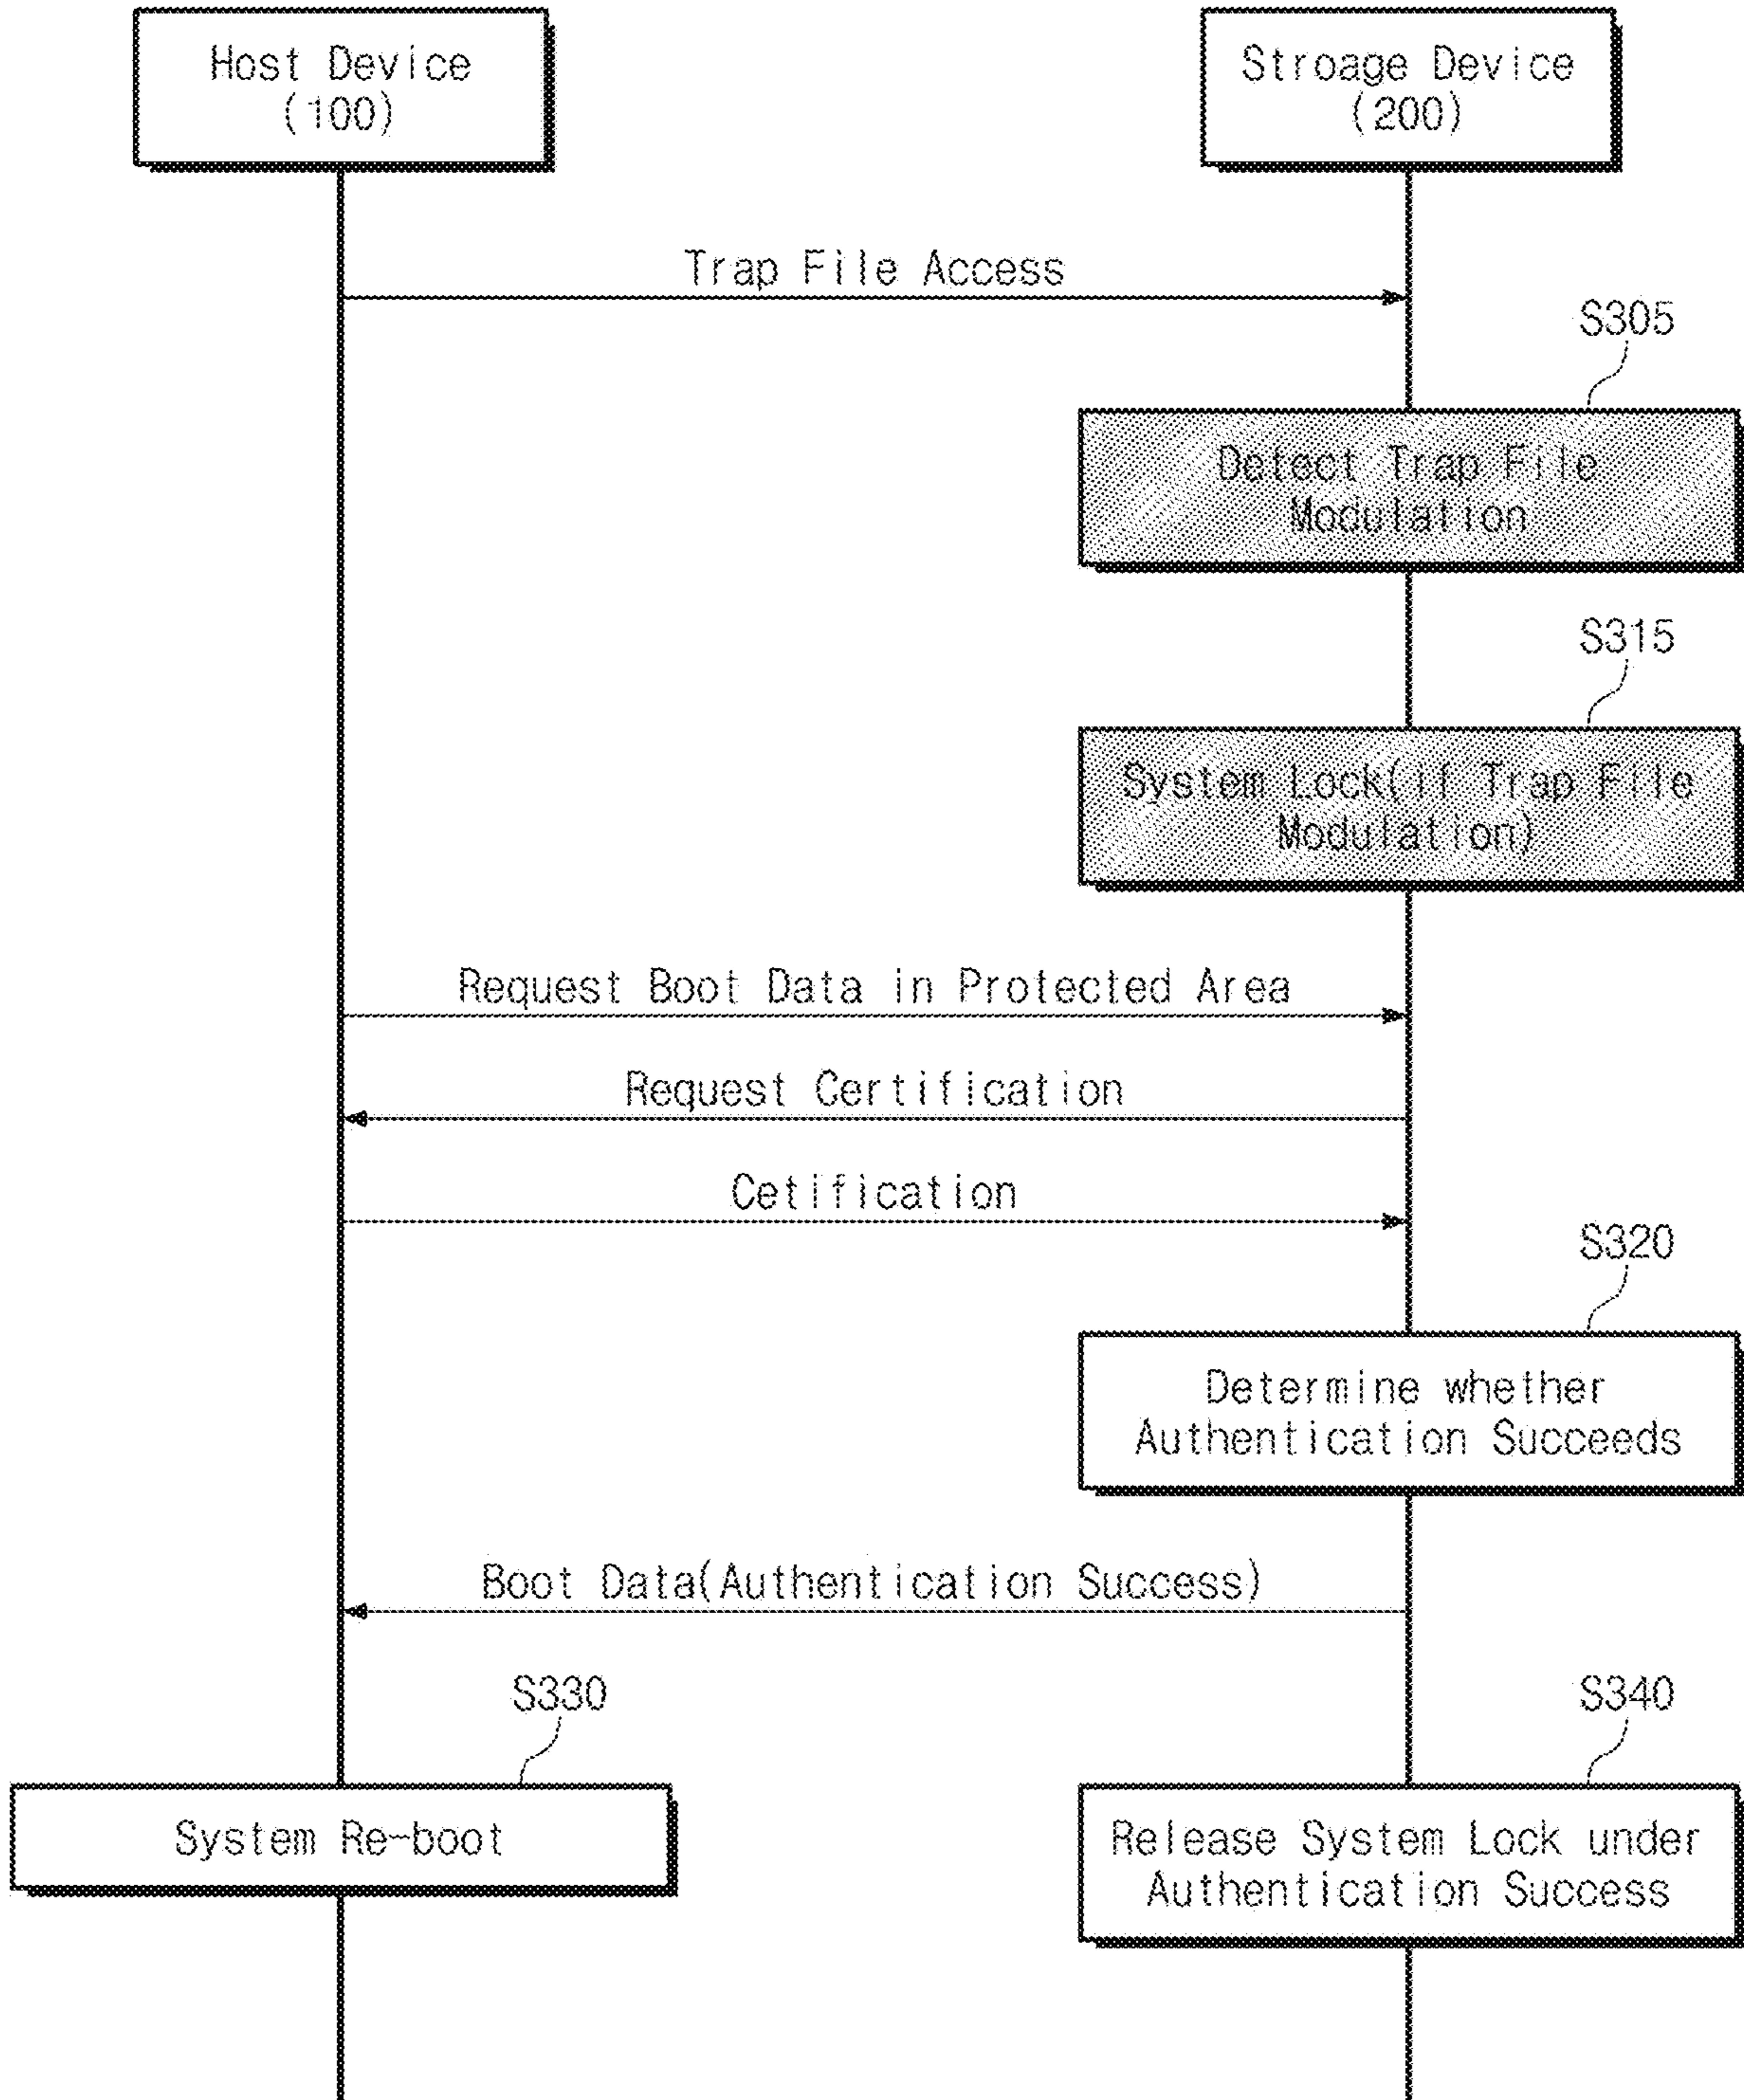 Host Device
(100)
Stroage Device
(200)
Trap File Access
S305
Detect Trap File
Modulation
S315
System Lock(if Trap File
Modulation)
Request Boot Data in Protected Area
Request Certification
Cetification
S320
Determine whether
Authentication Succeeds
Boot Data(Authentication Success)
S330
S340
System Re-boot
Release System Lock under
Authentication Success